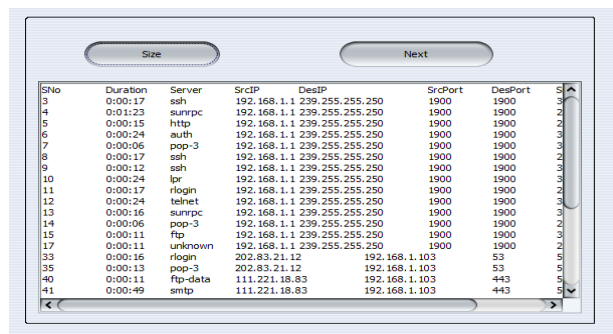 Size Next
SNo Duration Server SrcIP DesIP SrcPort DesPort S
3 0:00:17 ssh 192.168.1.1 239.255.255.250 1900 1900 3
4 0:01:23 sunrpc 192.168.1.1 239.255.255.250 1900 1900 2
5 0:00:15 http 192.168.1.1 239.255.255.250 1900 1900 3
6 0:00:24 auth 192.168.1.1 239.255.255.250 1900 1900 3
7 0:00:06 pop-3 192.168.1.1 239.255.255.250 1900 1900 3
8 0:00:17 ssh 192.168.1.1 239.255.255.250 1900 1900 2
9 0:00:12 ssh 192.168.1.1 239.255.255.250 1900 1900 3
10 0:00:24 lpr 192.168.1.1 239.255.255.250 1900 1900 3
11 0:00:17 rlogin 192.168.1.1 239.255.255.250 1900 1900 2
12 0:00:24 telnet 192.168.1.1 239.255.255.250 1900 1900 3
13 0:00:16 sunrpc 192.168.1.1 239.255.255.250 1900 1900 3
14 0:00:06 pop-3 192.168.1.1 239.255.255.250 1900 1900 2
15 0:00:11 ftp 192.168.1.1 239.255.255.250 1900 1900 3
17 0:00:11 unknown 192.168.1.1 239.255.255.250 1900 1900 2
33 0:00:16 rlogin 202.83.21.12 192.168.1.103 53 5
35 0:00:13 pop-3 202.83.21.12 192.168.1.103 53 5
40 0:00:11 ftp-data 111.221.18.83 192.168.1.103 443 5
41 0:00:49 smtp 111.221.18.83 192.168.1.103 443 5